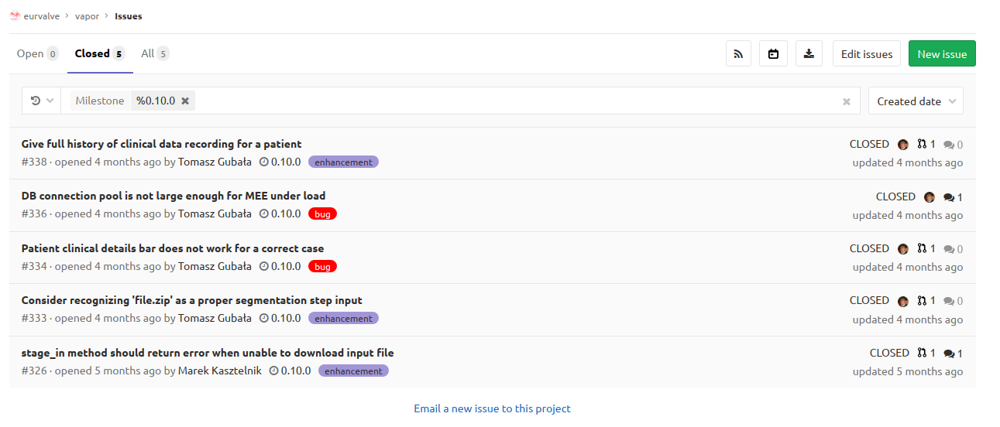 eurvalve > vapor > Issues
Open 0 Closed 5 All 5 Edit issues New issue
Milestone %0.10.0 Created date
Give full history of clinical data recording for a patient CLOSED 1 0
#338 · opened 4 months ago by Tomasz Gubała 0.10.0 enhancement updated 4 months ago
DB connection pool is not large enough for MEE under load CLOSED 1
#336 · opened 4 months ago by Tomasz Gubała 0.10.0 bug updated 4 months ago
Patient clinical details bar does not work for a correct case CLOSED 1 0
#334 · opened 4 months ago by Tomasz Gubała 0.10.0 bug updated 4 months ago
Consider recognizing 'file.zip' as a proper segmentation step input CLOSED 1 0
#333 · opened 4 months ago by Tomasz Gubała 0.10.0 enhancement updated 4 months ago
stage_in method should return error when unable to download input file CLOSED 1 1
#326 · opened 5 months ago by Marek Kasztelnik 0.10.0 enhancement updated 5 months ago
Email a new issue to this project